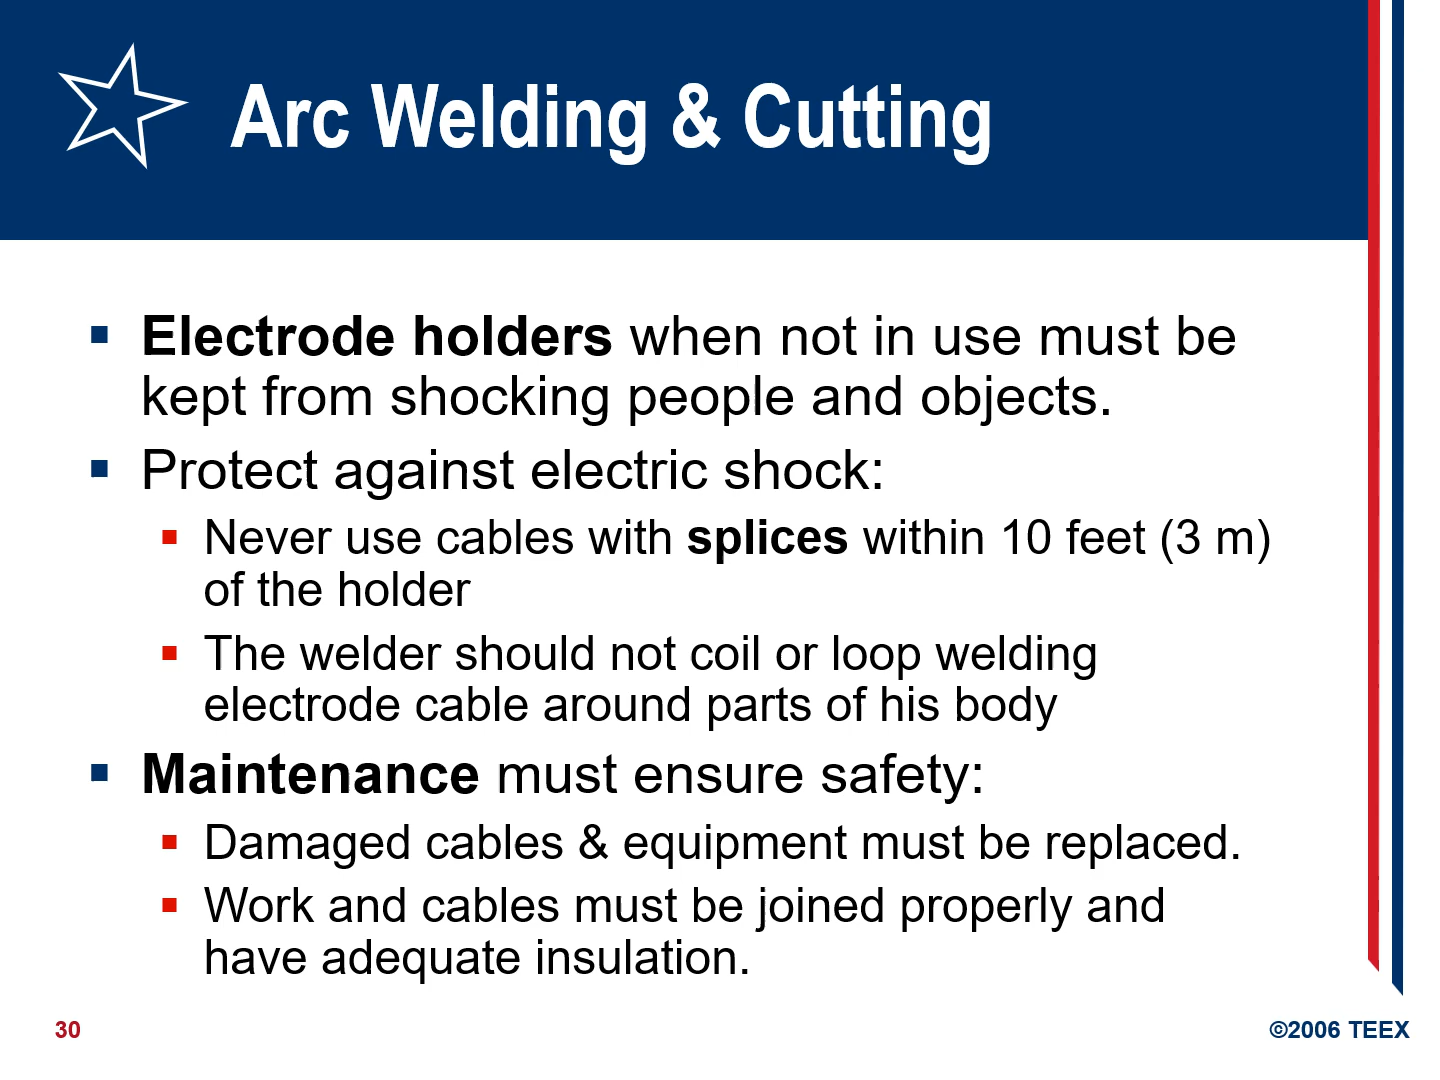 Arc Welding & Cutting
Electrode holders when not in use must be
kept from shocking people and objects.
Protect against electric shock:
Never use cables with splices within 10 feet (3 m)
of the holder
The welder should not coil or loop welding
electrode cable around parts of his body
Maintenance must ensure safety:
Damaged cables & equipment must be replaced.
Work and cables must be joined properly and
have adequate insulation.
30
©2006 TEEX